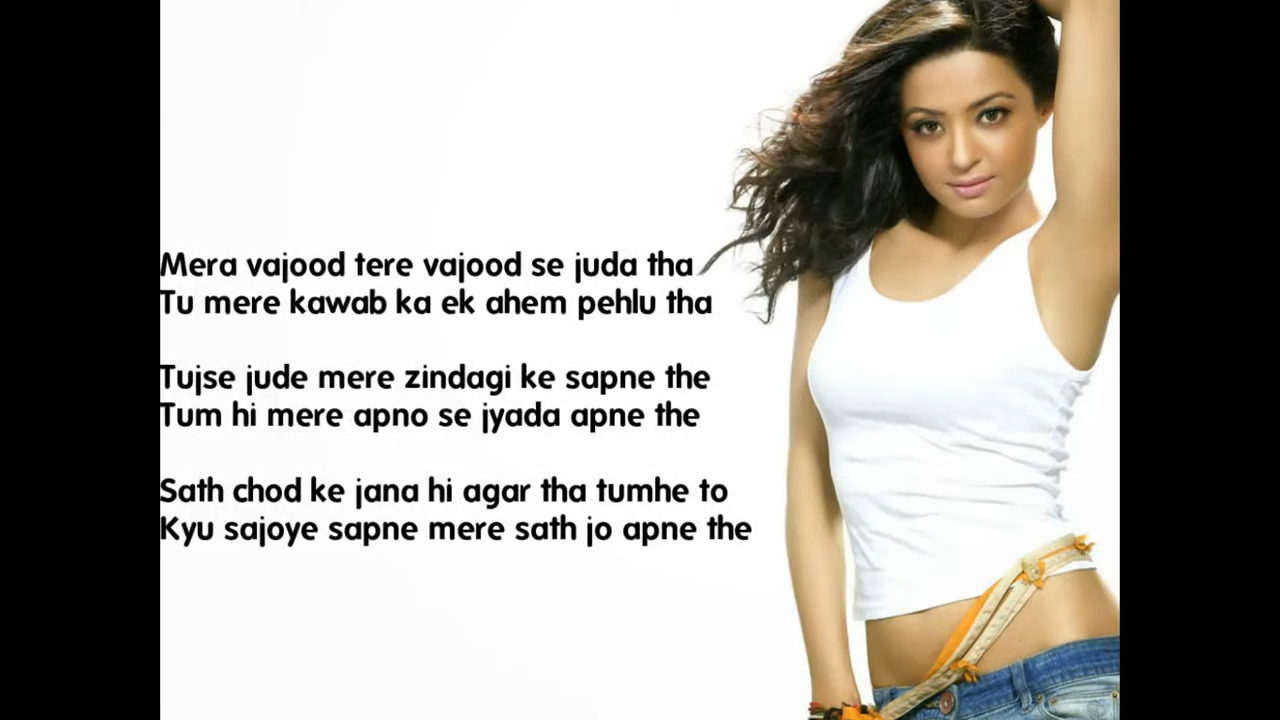 Mera vajood tere vajood se juda tha
Tu mere kawab ka ek ahem pehlu tha
Tujse jude mere zindagi ke sapne the
Tum hi mere apno se jyada apne the
Sath chod ke jana hi agar tha tumhe to
Kyu sajoye sapne mere sath jo apne the